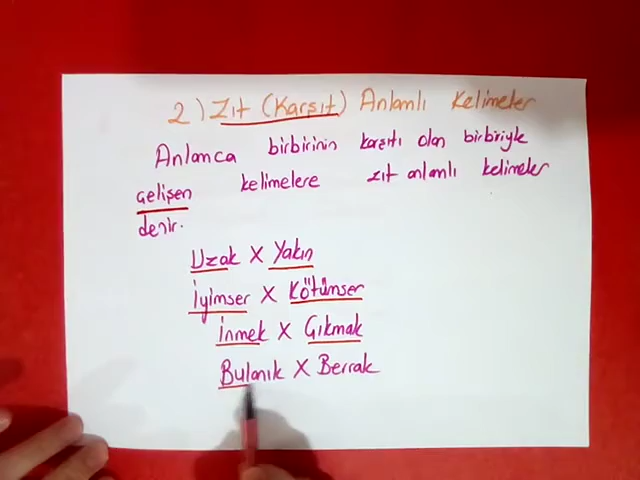 2) Zıt (Karşıt) Anlamlı Kelimeler
Anlamca birbirinin karşıtı olan birbiriyle
çelişen kelimelere zıt anlamlı kelimeler
denir.
Uzak X Yakın
İyimser X Kötümser
İnmek X Çıkmak
Bulanık X Berrak